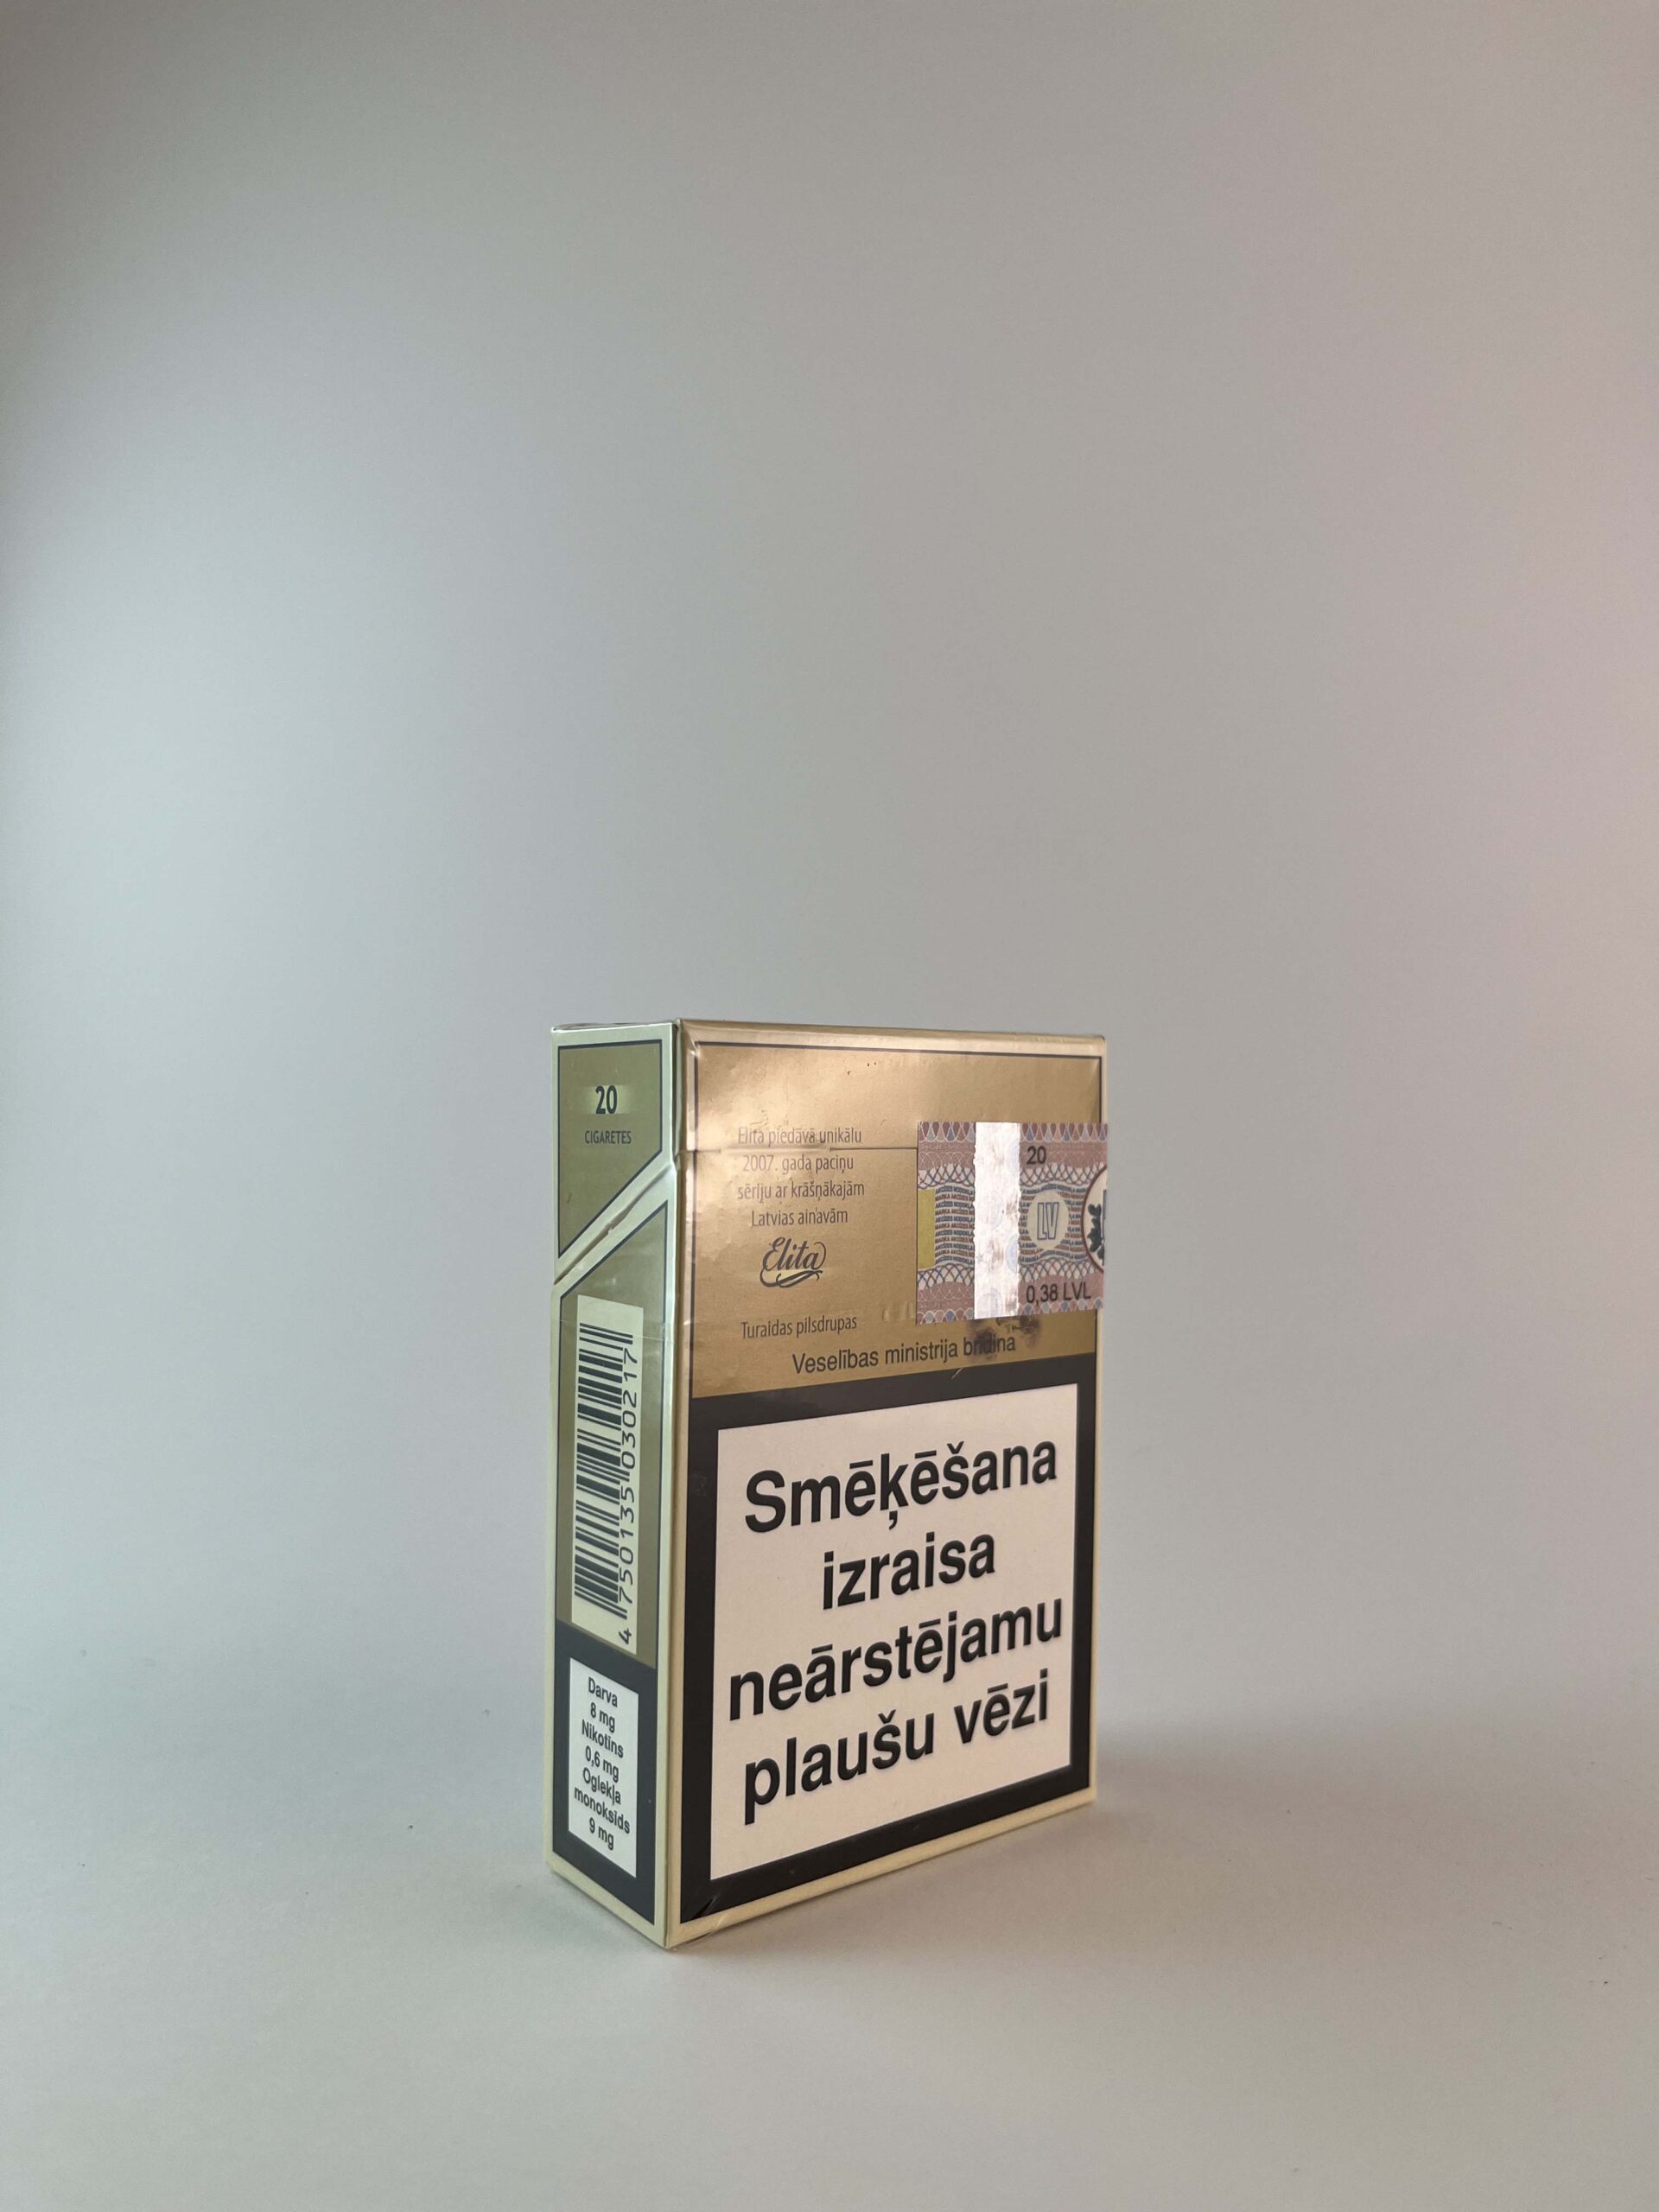 20
CIGARETES
4 750135 030217
Darva
8 mg
Nikotīns
0,6 mg
Oglekļa
monoksīds
9 mg
Elita piedāvā unikālu
2007. gada paciņu
sēriju ar krāšņākajām
Latvias ainavām
Elita
Turaidas pilsdrupas
20
LV
0,38 LVL
Veselības ministrija brīdina
Smēķēšana
izraisa
neārstējamu
plaušu vēzi